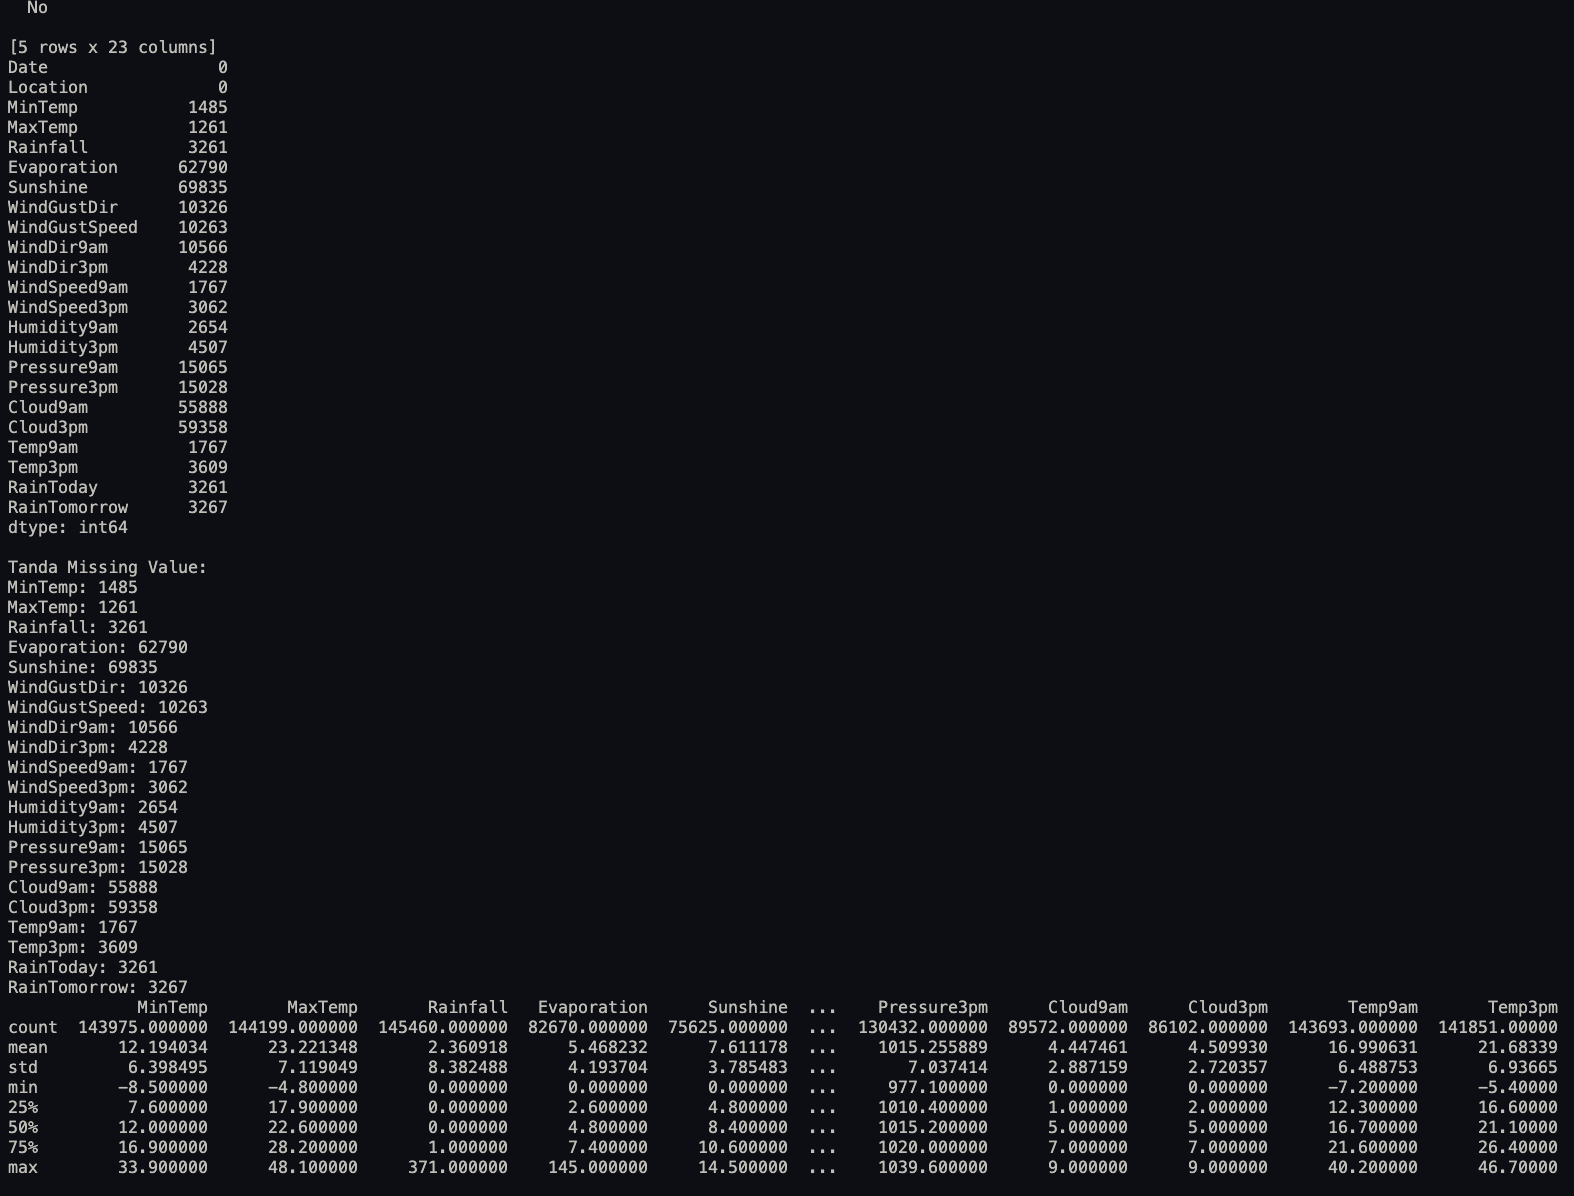 No
[5 rows x 23 columns]
Date                 0
Location             0
MinTemp           1485
MaxTemp           1261
Rainfall          3261
Evaporation      62790
Sunshine         69835
WindGustDir      10326
WindGustSpeed    10263
WindDir9am       10566
WindDir3pm        4228
WindSpeed9am      1767
WindSpeed3pm      3062
Humidity9am       2654
Humidity3pm       4507
Pressure9am      15065
Pressure3pm      15028
Cloud9am         55888
Cloud3pm         59358
Temp9am           1767
Temp3pm           3609
RainToday         3261
RainTomorrow      3267
dtype: int64
Tanda Missing Value:
MinTemp: 1485
MaxTemp: 1261
Rainfall: 3261
Evaporation: 62790
Sunshine: 69835
WindGustDir: 10326
WindGustSpeed: 10263
WindDir9am: 10566
WindDir3pm: 4228
WindSpeed9am: 1767
WindSpeed3pm: 3062
Humidity9am: 2654
Humidity3pm: 4507
Pressure9am: 15065
Pressure3pm: 15028
Cloud9am: 55888
Cloud3pm: 59358
Temp9am: 1767
Temp3pm: 3609
RainToday: 3261
RainTomorrow: 3267
             MinTemp        MaxTemp       Rainfall   Evaporation      Sunshine  ...    Pressure3pm      Cloud9am      Cloud3pm        Temp9am       Temp3pm
count  143975.000000  144199.000000  145460.000000  82670.000000  75625.000000  ...  130432.000000  89572.000000  86102.000000  143693.000000  141851.00000
mean       12.194034      23.221348       2.360918      5.468232      7.611178  ...    1015.255889      4.447461      4.509930      16.990631      21.68339
std         6.398495       7.119049       8.382488      4.193704      3.785483  ...       7.037414      2.887159      2.720357       6.488753       6.93665
min        -8.500000      -4.800000       0.000000      0.000000      0.000000  ...     977.100000      0.000000      0.000000      -7.200000      -5.40000
25%         7.600000      17.900000       0.000000      2.600000      4.800000  ...    1010.400000      1.000000      2.000000      12.300000      16.60000
50%        12.000000      22.600000       0.000000      4.800000      8.400000  ...    1015.200000      5.000000      5.000000      16.700000      21.10000
75%        16.900000      28.200000       1.000000      7.400000     10.600000  ...    1020.000000      7.000000      7.000000      21.600000      26.40000
max        33.900000      48.100000     371.000000    145.000000     14.500000  ...    1039.600000      9.000000      9.000000      40.200000      46.70000